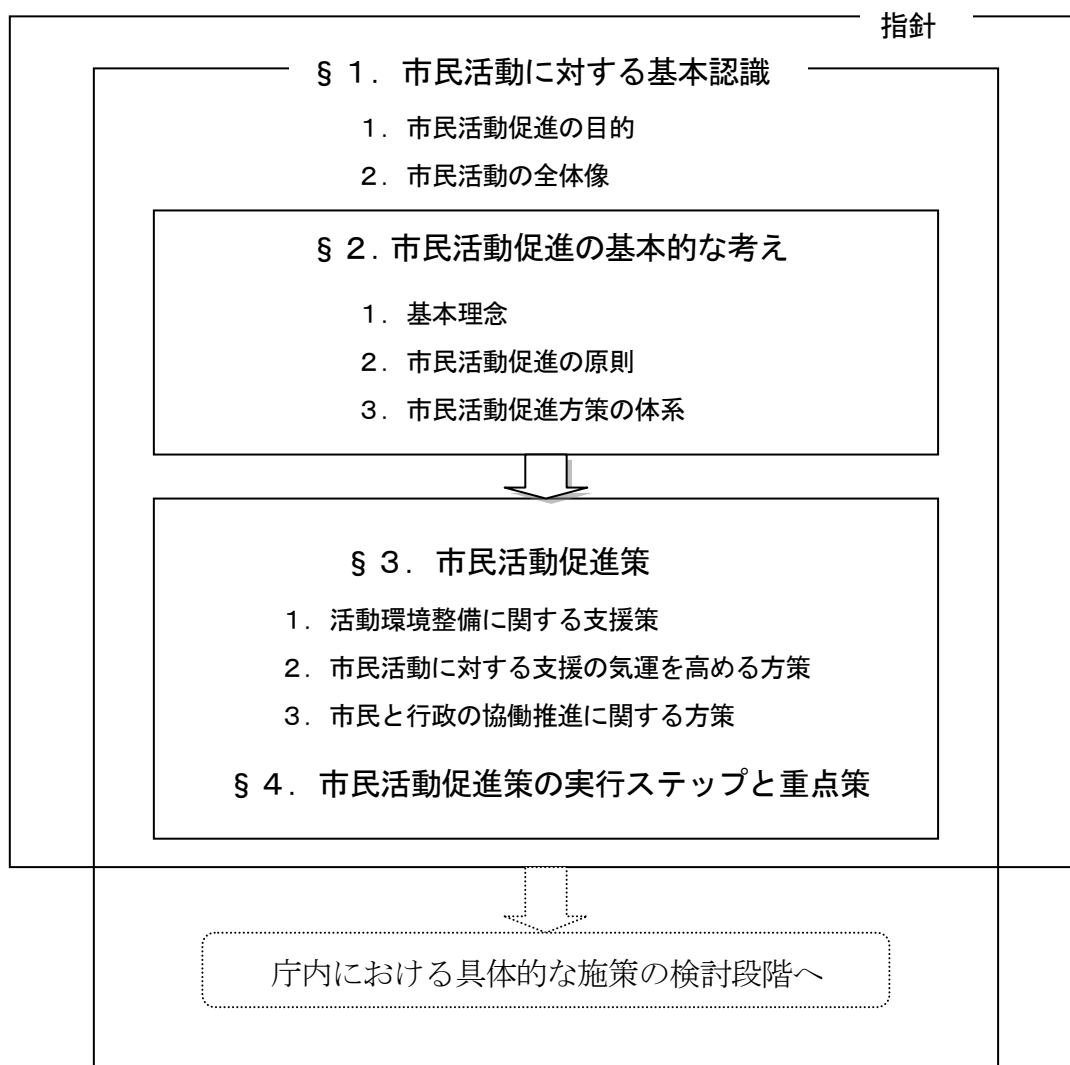 指針
§１．市民活動に対する基本認識
１．市民活動促進の目的
２．市民活動の全体像
§２．市民活動促進の基本的な考え
１．基本理念
２．市民活動促進の原則
３．市民活動促進方策の体系
§３．市民活動促進策
１．活動環境整備に関する支援策
２．市民活動に対する支援の気運を高める方策
３．市民と行政の協働推進に関する方策
§４．市民活動促進策の実行ステップと重点策
庁内における具体的な施策の検討段階へ